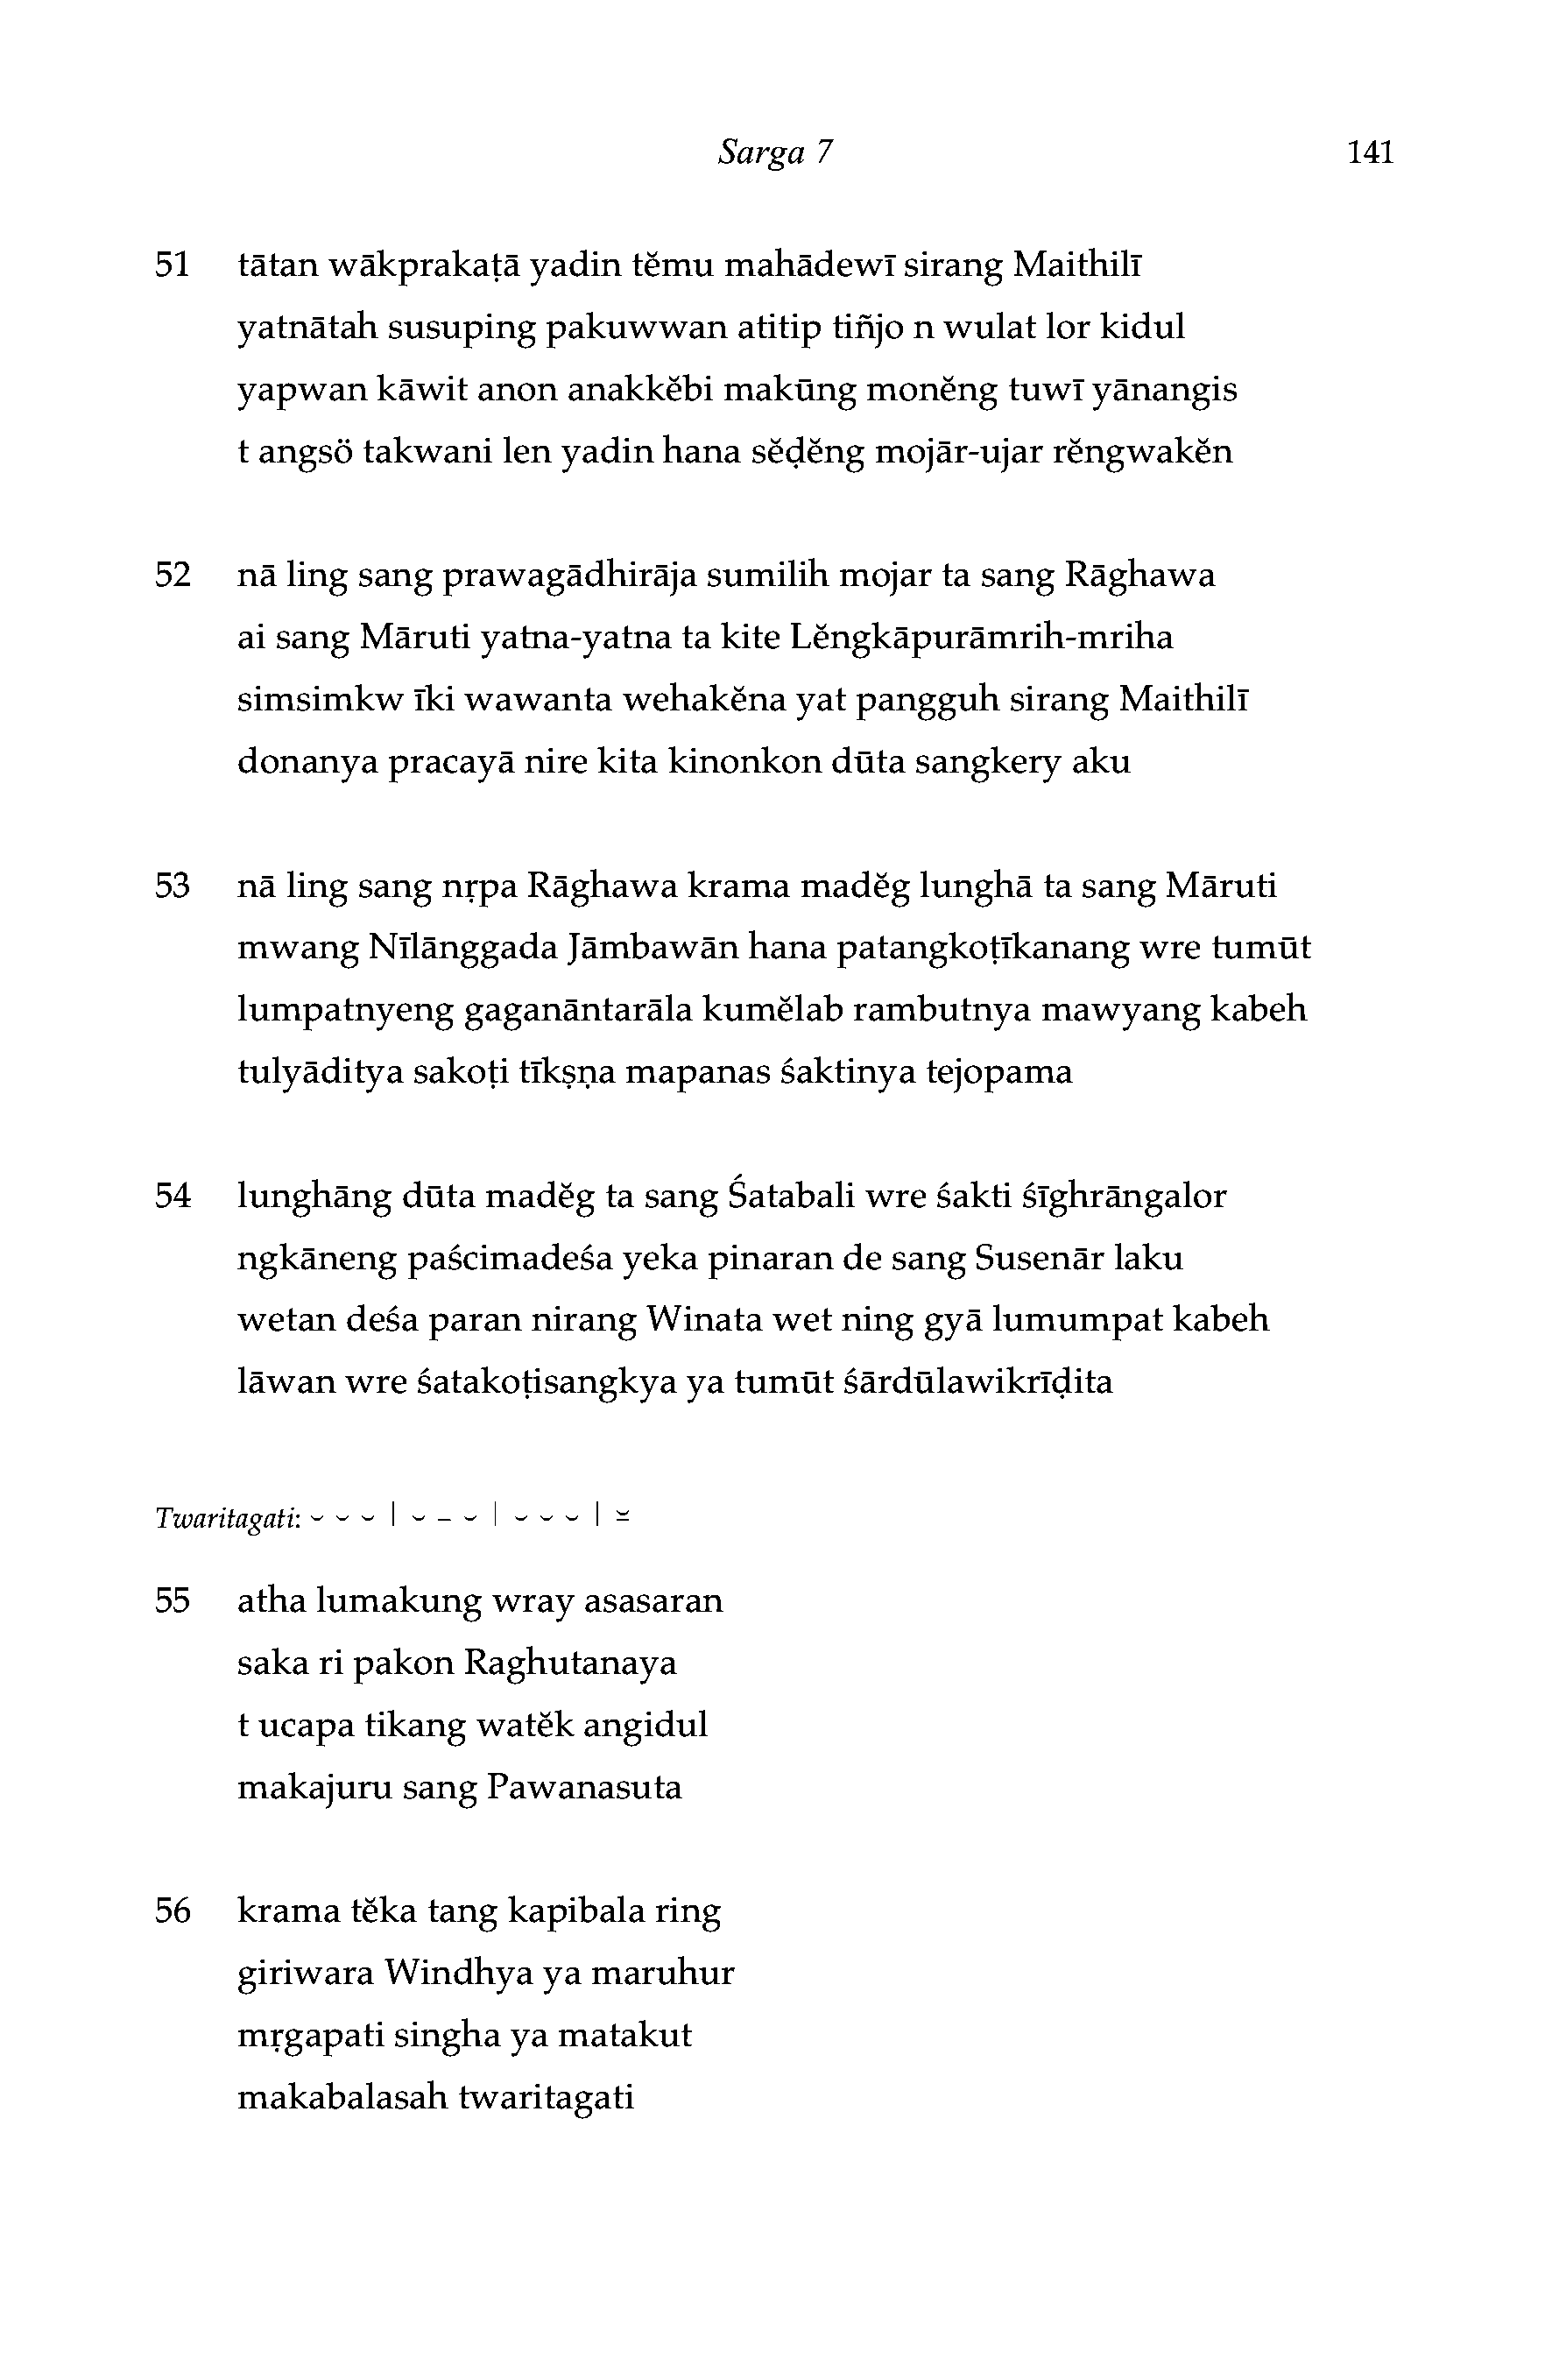 Sarga 7 141
51 tātan wākprakaṭā yadin tĕmu mahādewī sirang Maithilī
yatnātah susuping pakuwwan atitip tiñjo n wulat lor kidul
yapwan kāwit anon anakkĕbi makūng monĕng tuwī yānangis
t angsö takwani len yadin hana sĕḍĕng mojār-ujar rĕngwakĕn
52 nā ling sang prawagādhirāja sumilih mojar ta sang Rāghawa
ai sang Māruti yatna-yatna ta kite Lĕngkāpurāmrih-mriha
simsimkw īki wawanta wehakĕna yat pangguh sirang Maithilī
donanya pracayā nire kita kinonkon dūta sangkery aku
53 nā ling sang nṛpa Rāghawa krama madĕg lunghā ta sang Māruti
mwang Nīlānggada Jāmbawān hana patangkoṭīkanang wre tumūt
lumpatnyeng gaganāntarāla kumĕlab rambutnya mawyang kabeh
tulyāditya sakoṭi tīkṣṇa mapanas śaktinya tejopama
54 lunghāng dūta madĕg ta sang Śatabali wre śakti śīghrāngalor
ngkāneng paścimadeśa yeka pinaran de sang Susenār laku
wetan deśa paran nirang Winata wet ning gyā lumumpat kabeh
lāwan wre śatakoṭisangkya ya tumūt śārdūlawikrīḍita
Twaritagati: ⏑ ⏑ ⏑ | ⏑ – ⏑ | ⏑ ⏑ ⏑ | ⏓
55 atha lumakung wray asasaran
saka ri pakon Raghutanaya
t ucapa tikang watĕk angidul
makajuru sang Pawanasuta
56 krama tĕka tang kapibala ring
giriwara Windhya ya maruhur
mṛgapati singha ya matakut
makabalasah twaritagati